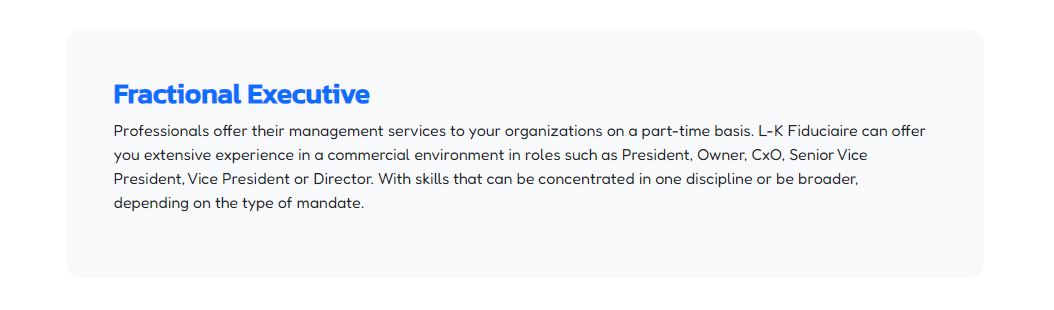 Fractional Executive
Professionals offer their management services to your organizations on a part-time basis. L-K Fiduciaire can offer
you extensive experience in a commercial environment in roles such as President, Owner, CxO, Senior Vice
President, Vice President or Director. With skills that can be concentrated in one discipline or be broader,
depending on the type of mandate.